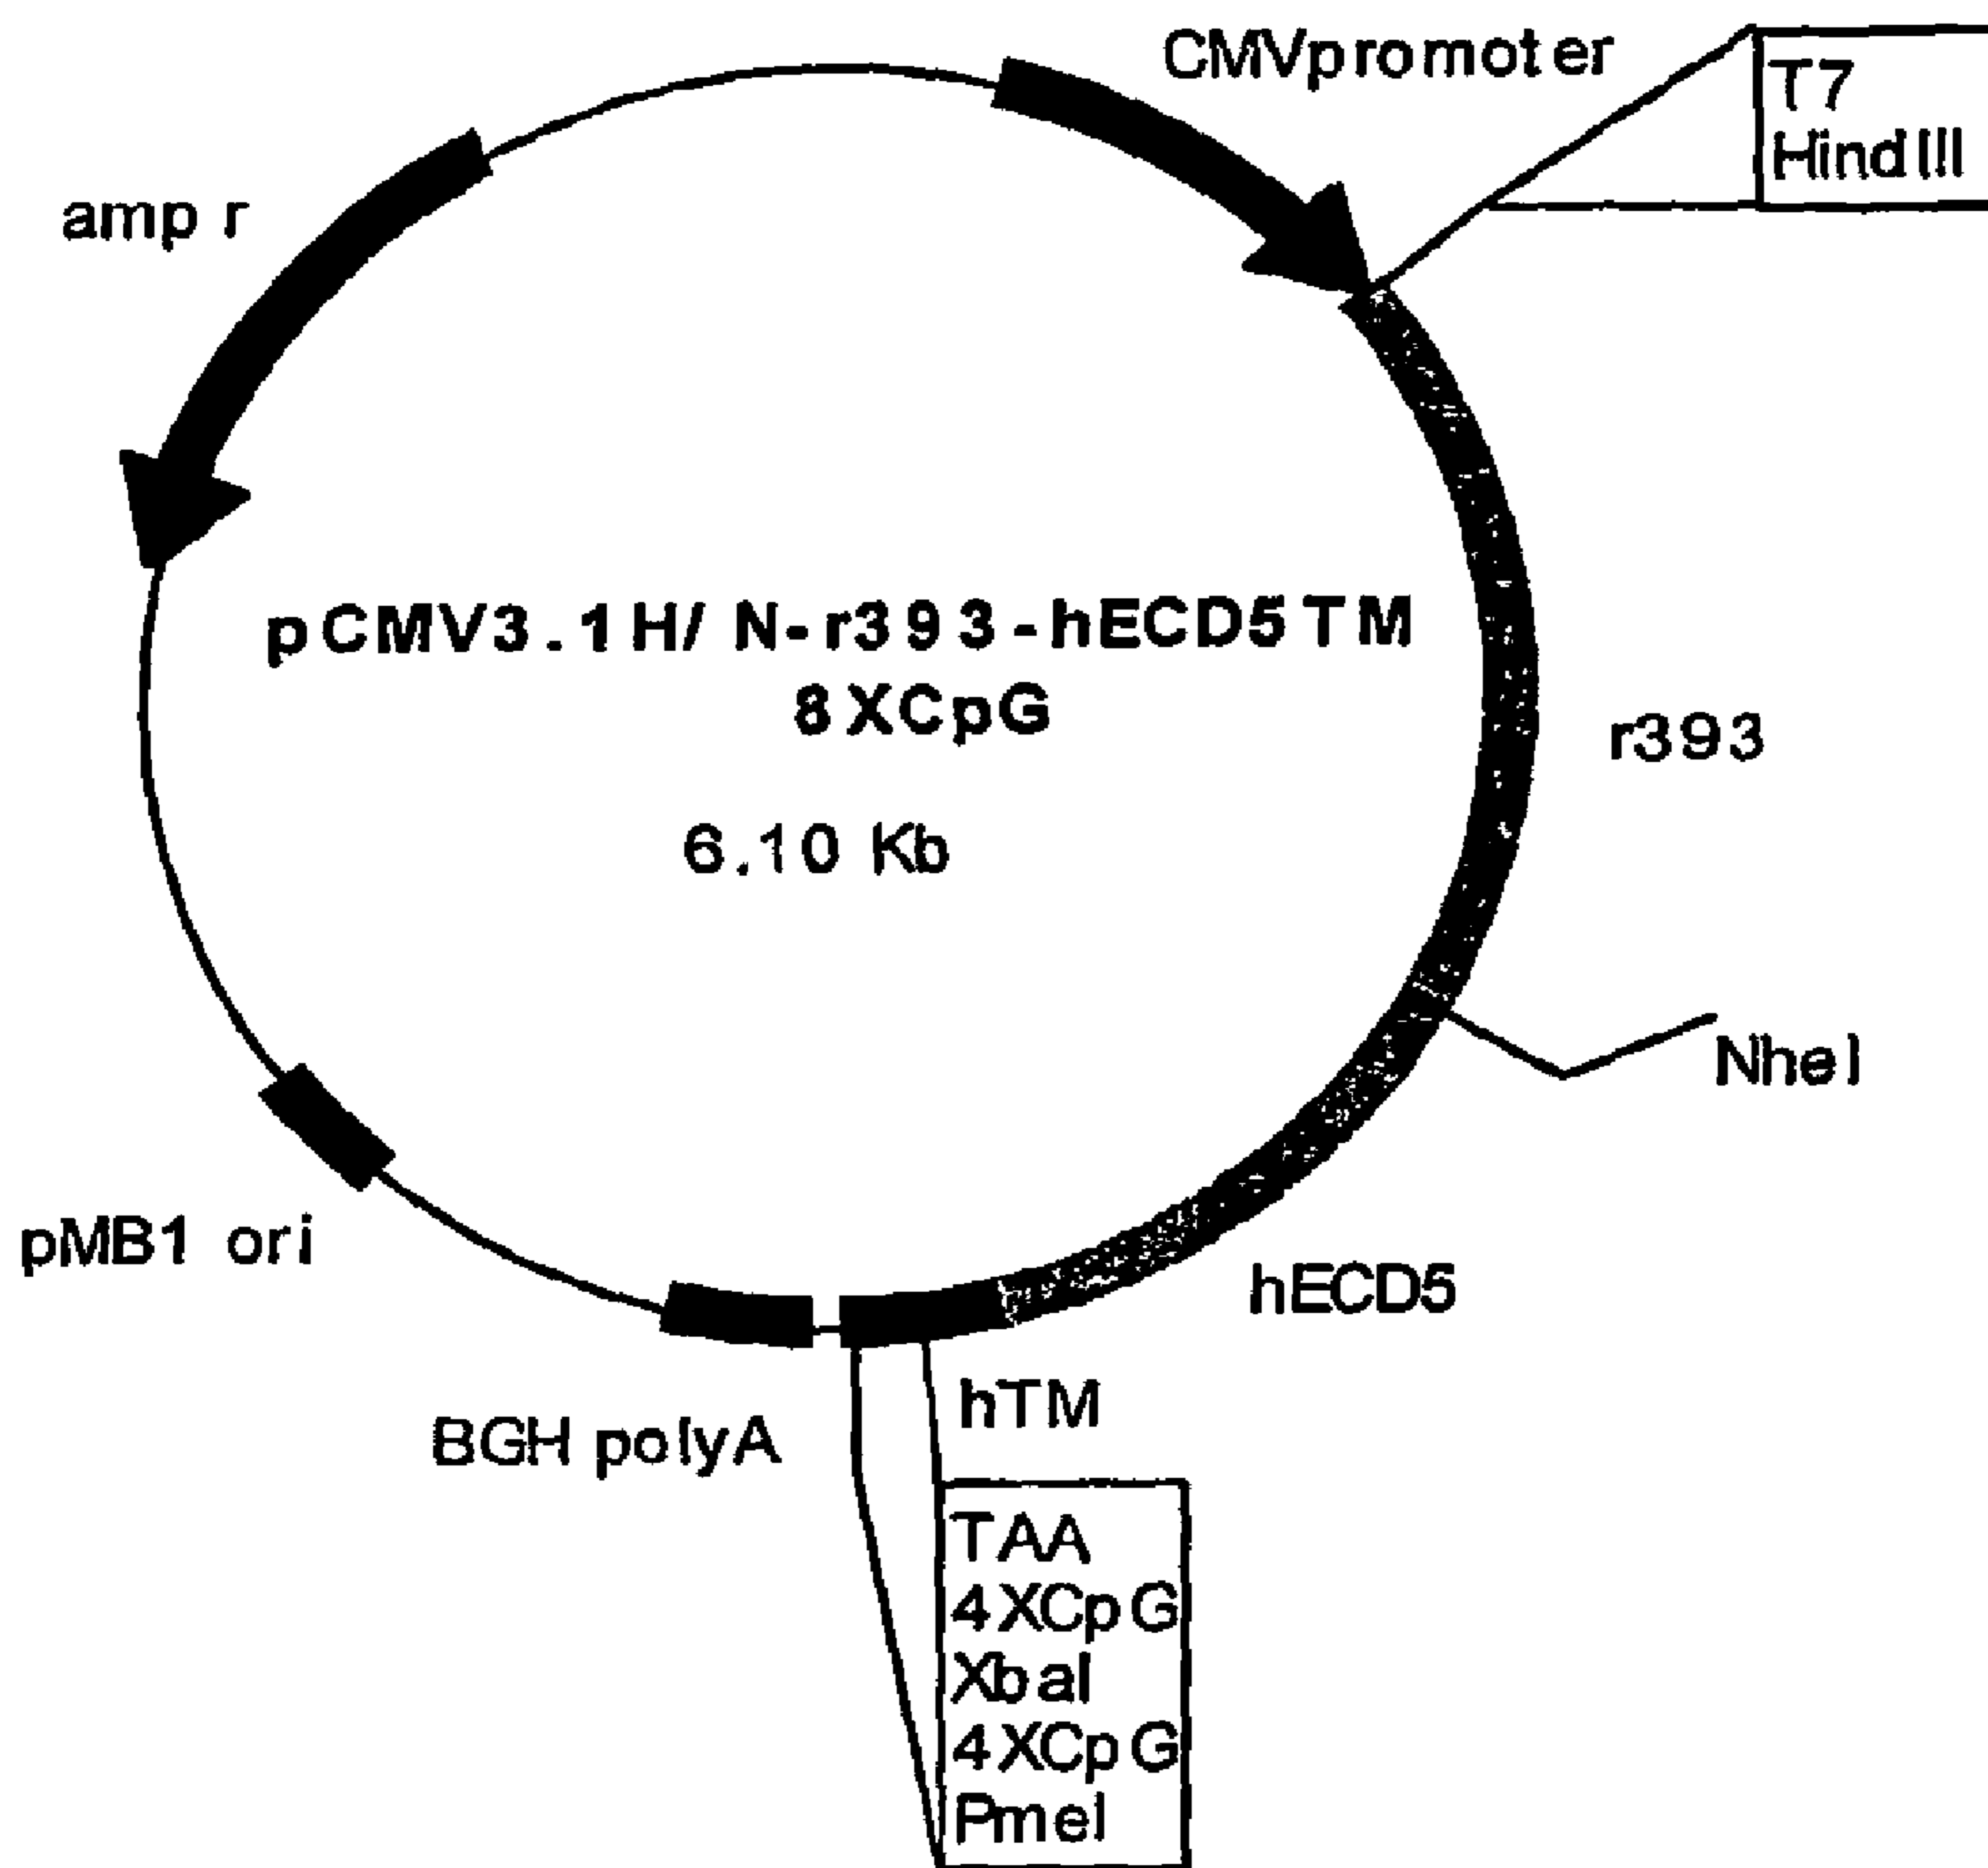 CMVpromoter
T7
HindIII
amp r
pCMV3.1H/N-r393-hECD5TM
8XCpG
6.10 Kb
r393
NheI
pMB1 ori
hECD5
hTM
BGH polyA
TAA
4XCpG
XbaI
4XCpG
PmeI